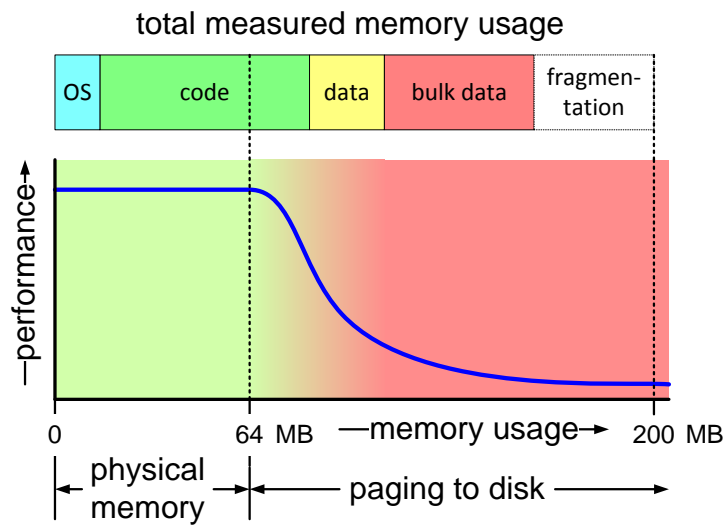 total measured memory usage
OS
code
data
bulk data
fragmen-
tation
performance
0
64 MB
memory usage
200 MB
physical
memory
paging to disk